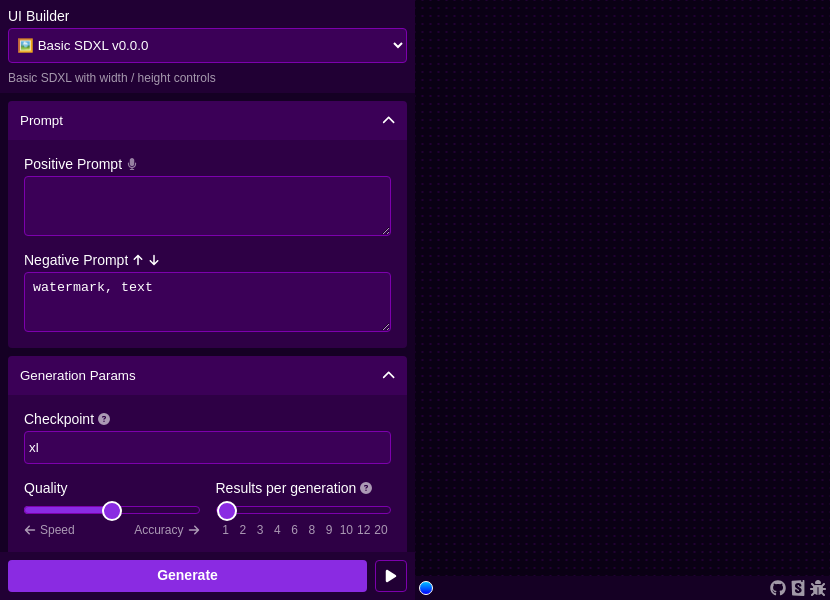 UI Builder
🖼️ Basic SDXL v0.0.0
Basic SDXL with width / height controls
Prompt
Positive Prompt
Negative Prompt ↑ ↓
watermark, text
Generation Params
Checkpoint ?
xl
Quality
Results per generation ?
← Speed Accuracy →
1 2 3 4 6 8 9 10 12 20
Generate